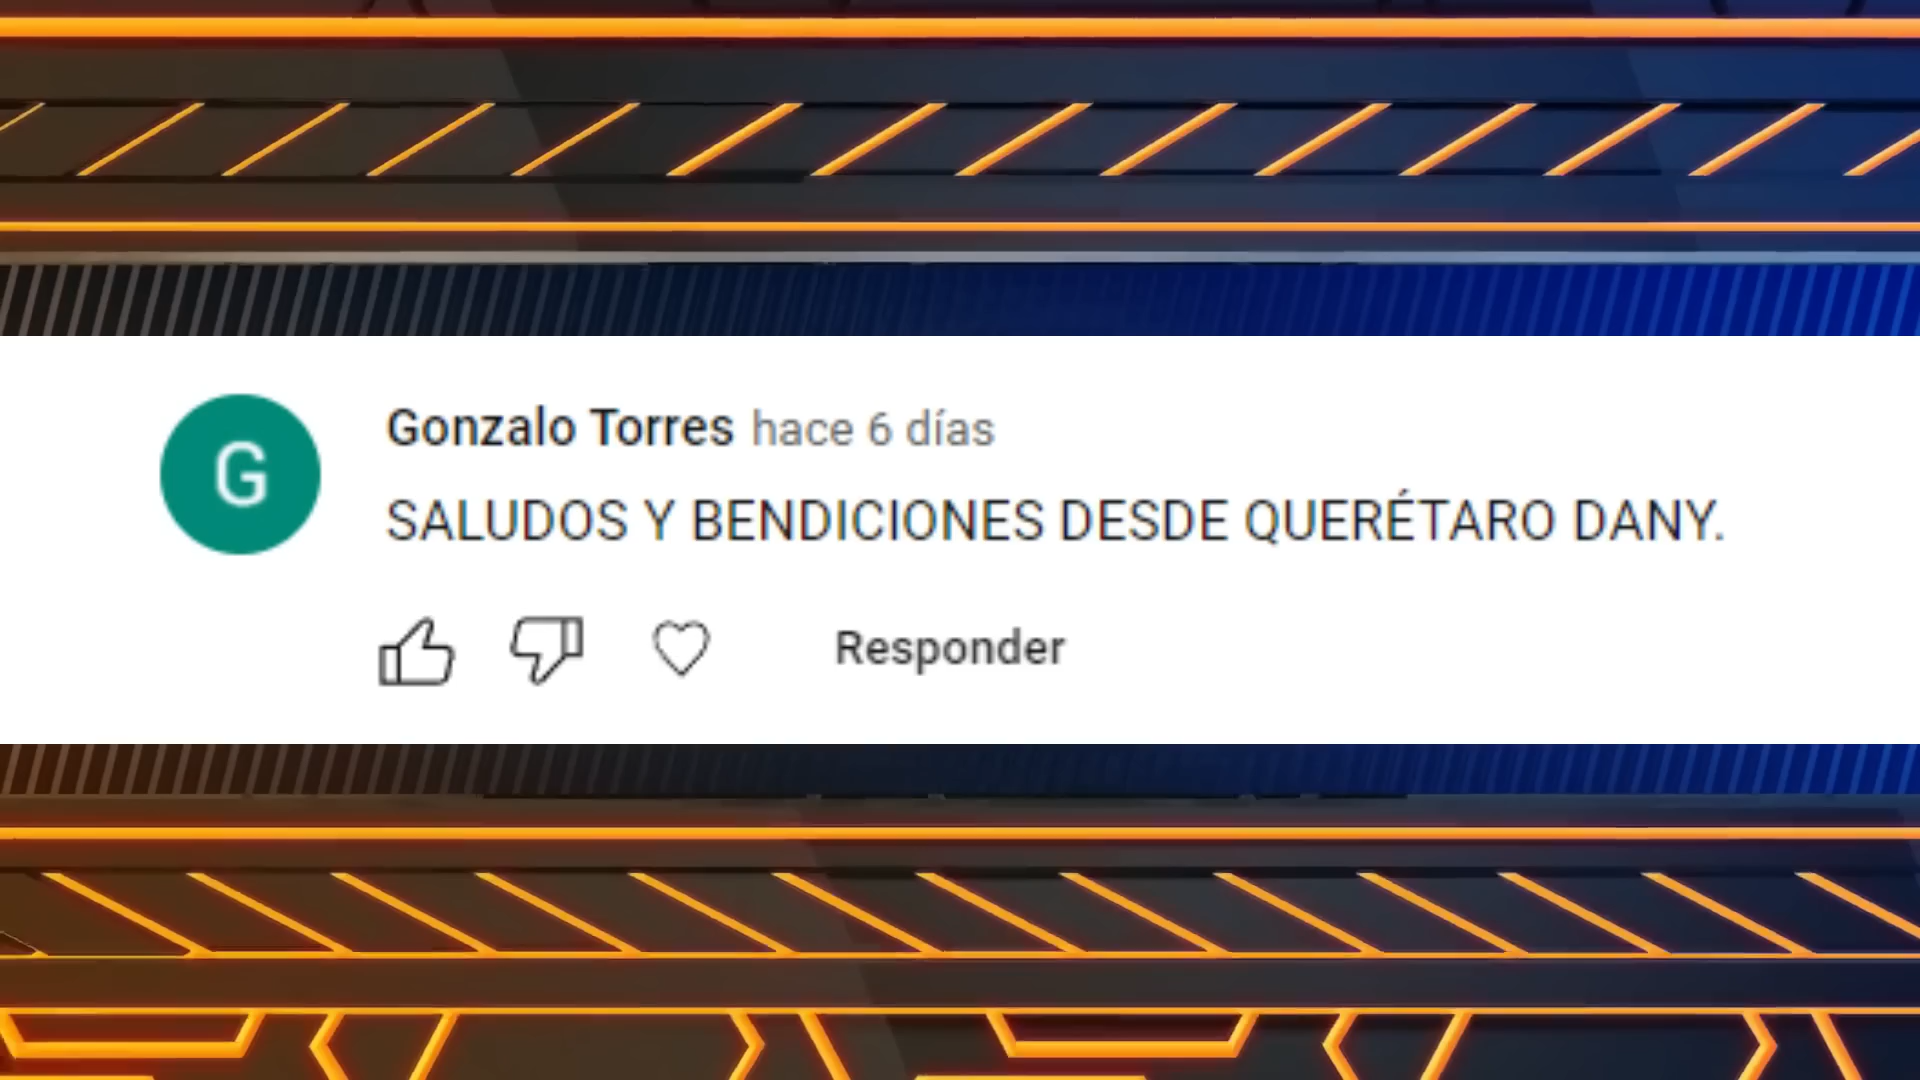 G
Gonzalo Torres hace 6 días
SALUDOS Y BENDICIONES DESDE QUERÉTARO DANY.
Responder